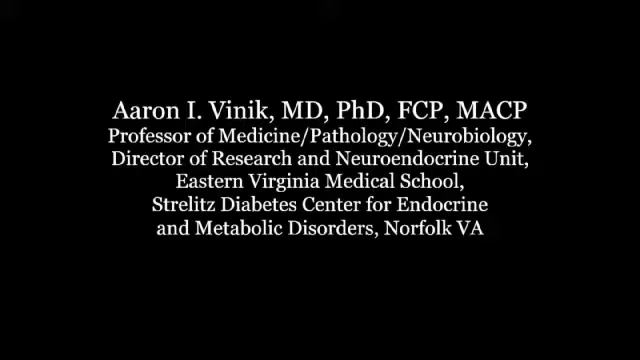 Aaron I. Vinik, MD, PhD, FCP, MACP
Professor of Medicine/Pathology/Neurobiology,
Director of Research and Neuroendocrine Unit,
Eastern Virginia Medical School,
Strelitz Diabetes Center for Endocrine
and Metabolic Disorders, Norfolk VA